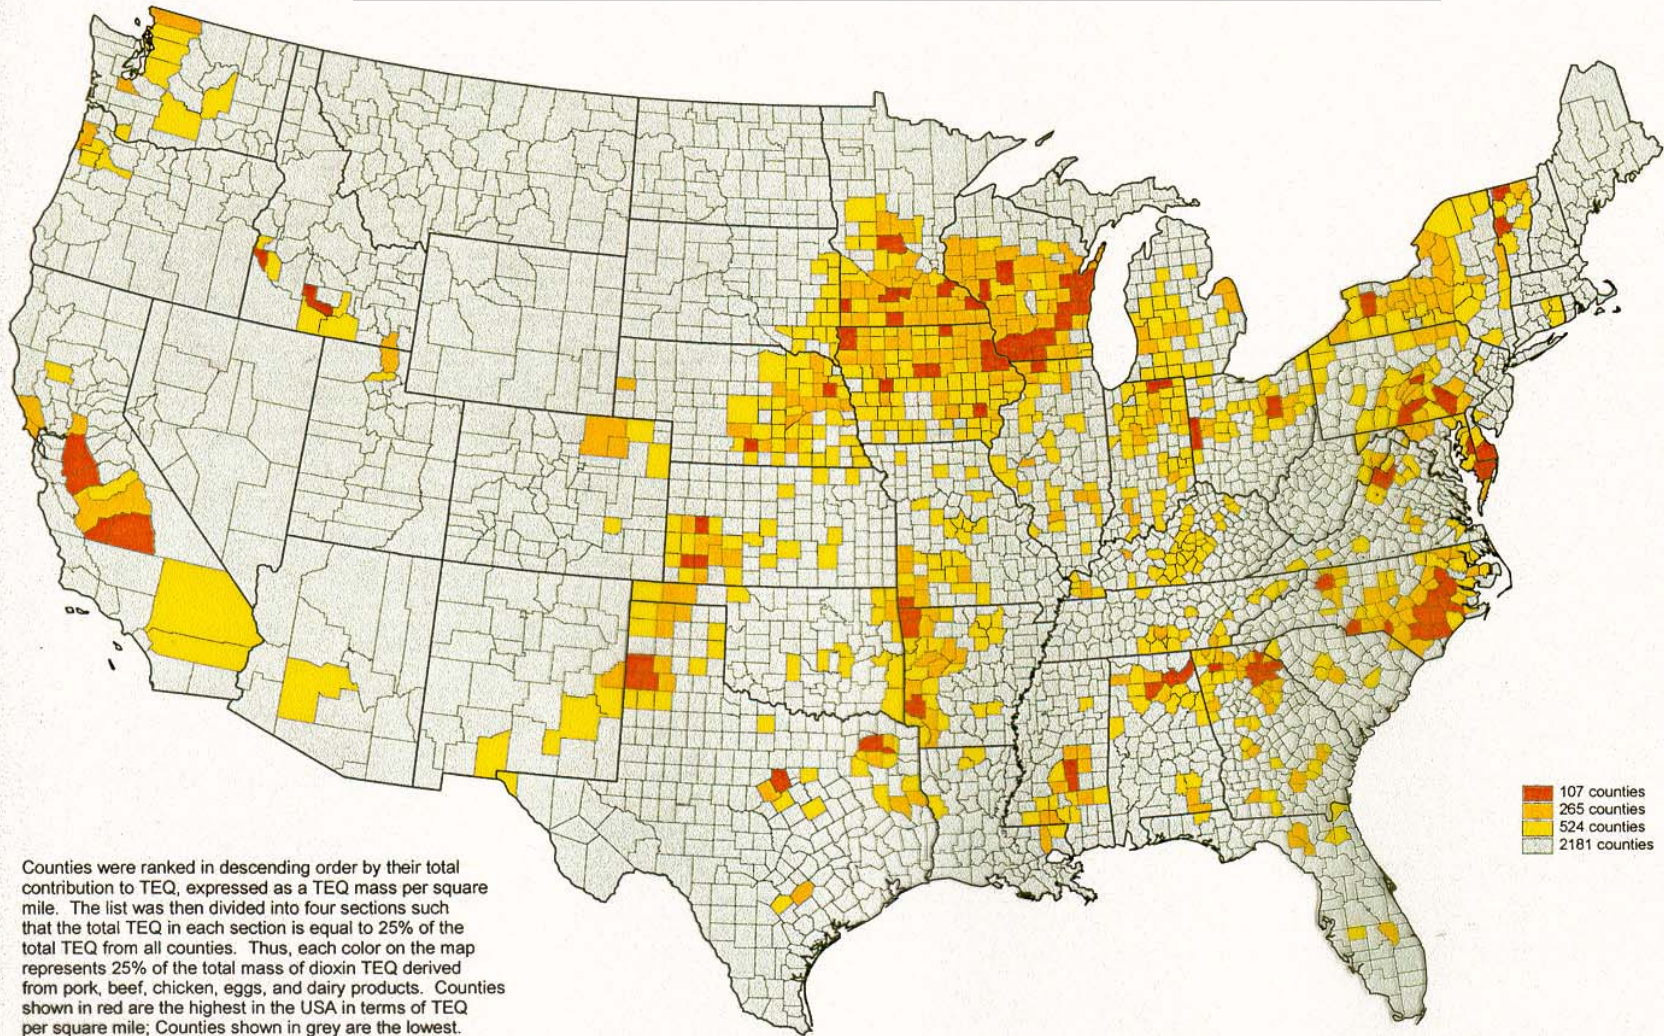 107 counties
265 counties
524 counties
2181 counties
Counties were ranked in descending order by their total
contribution to TEQ, expressed as a TEQ mass per square
mile. The list was then divided into four sections such
that the total TEQ in each section is equal to 25% of the
total TEQ from all counties. Thus, each color on the map
represents 25% of the total mass of dioxin TEQ derived
from pork, beef, chicken, eggs, and dairy products. Counties
shown in red are the highest in the USA in terms of TEQ
per square mile; Counties shown in grey are the lowest.